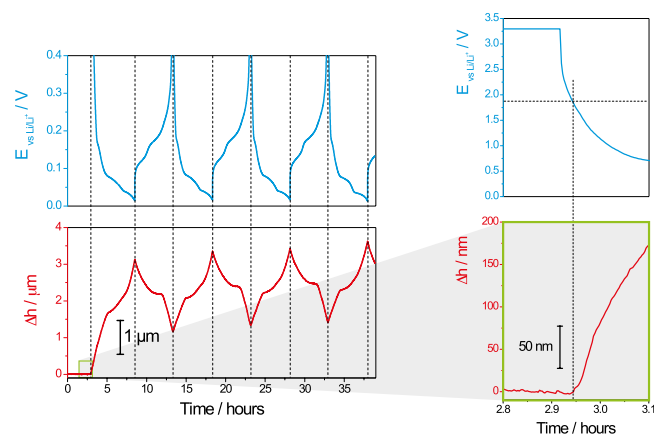 E vs Li/Li⁺ / V
0.4
0.3
0.2
0.1
0.0
Δh / μm
4
3
2
1
0
1 μm
0 5 10 15 20 25 30 35
Time / hours
E vs Li/Li⁺ / V
3.5
3.0
2.5
2.0
1.5
1.0
0.5
0.0
Δh / nm
200
150
100
50
0
50 nm
2.8 2.9 3.0 3.1
Time / hours